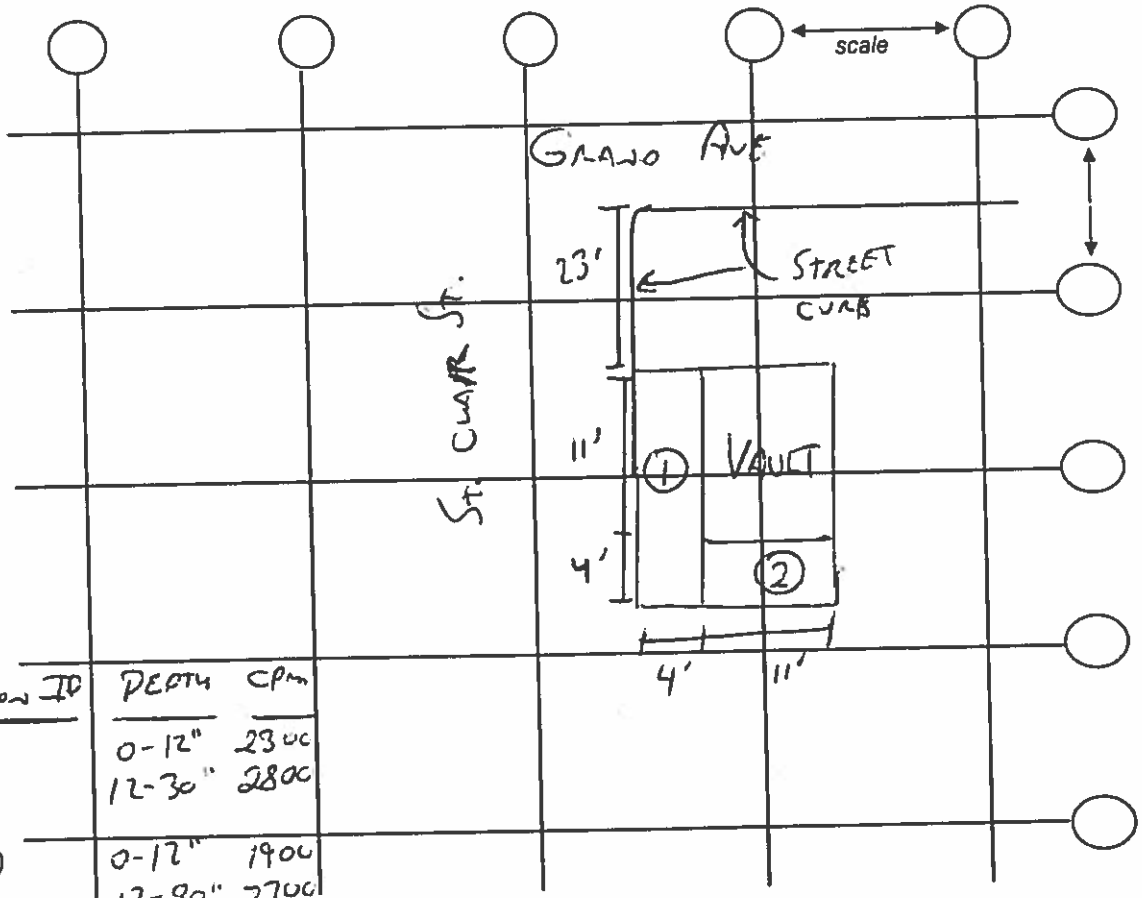 scale
GRAND AVE
23'
STREET
CURB
ST. CLAIR ST.
11'
① VAULT
4'
②
4' 11'
ID DEPTH CPM
0-12" 2300
12-30" 2800
0-12" 1900